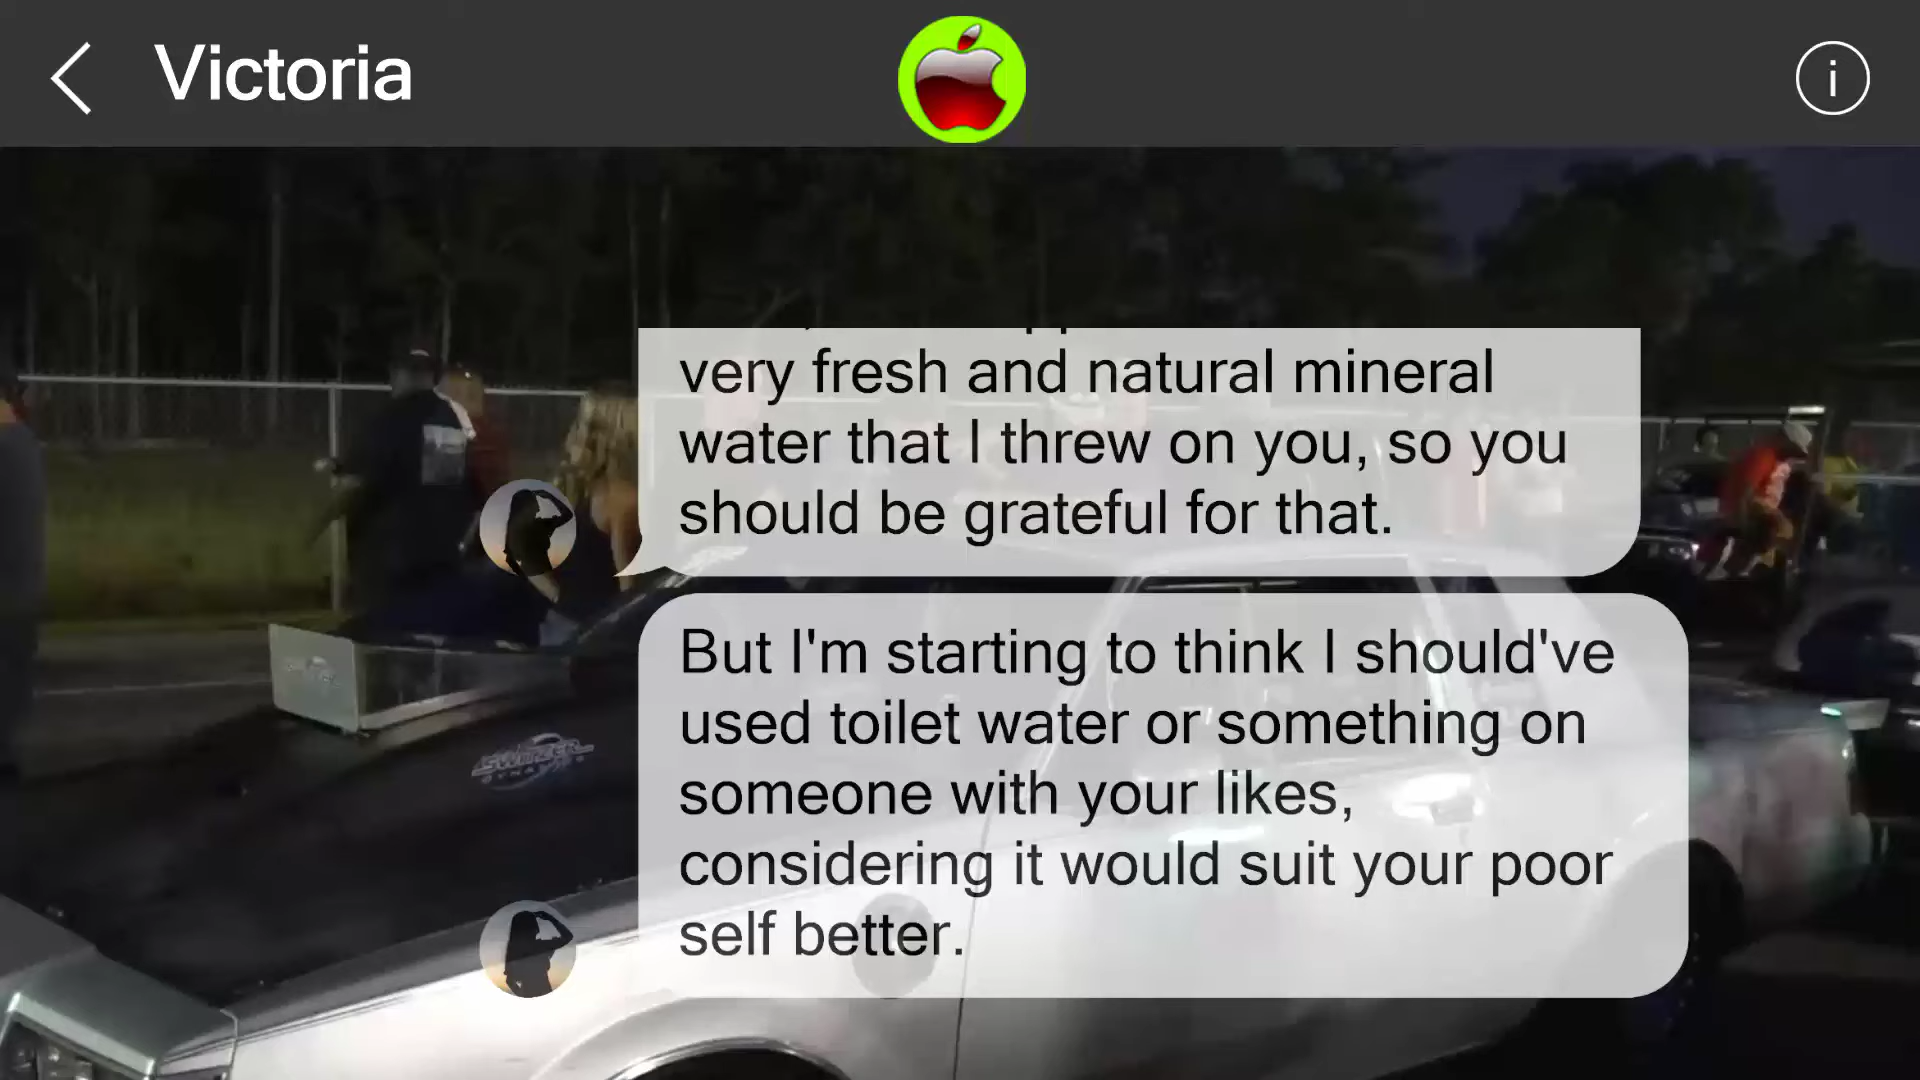 Victoria
very fresh and natural mineral
water that I threw on you, so you
should be grateful for that.
But I'm starting to think I should've
used toilet water or something on
someone with your likes,
considering it would suit your poor
self better.
SWITZER
DYNAMICS